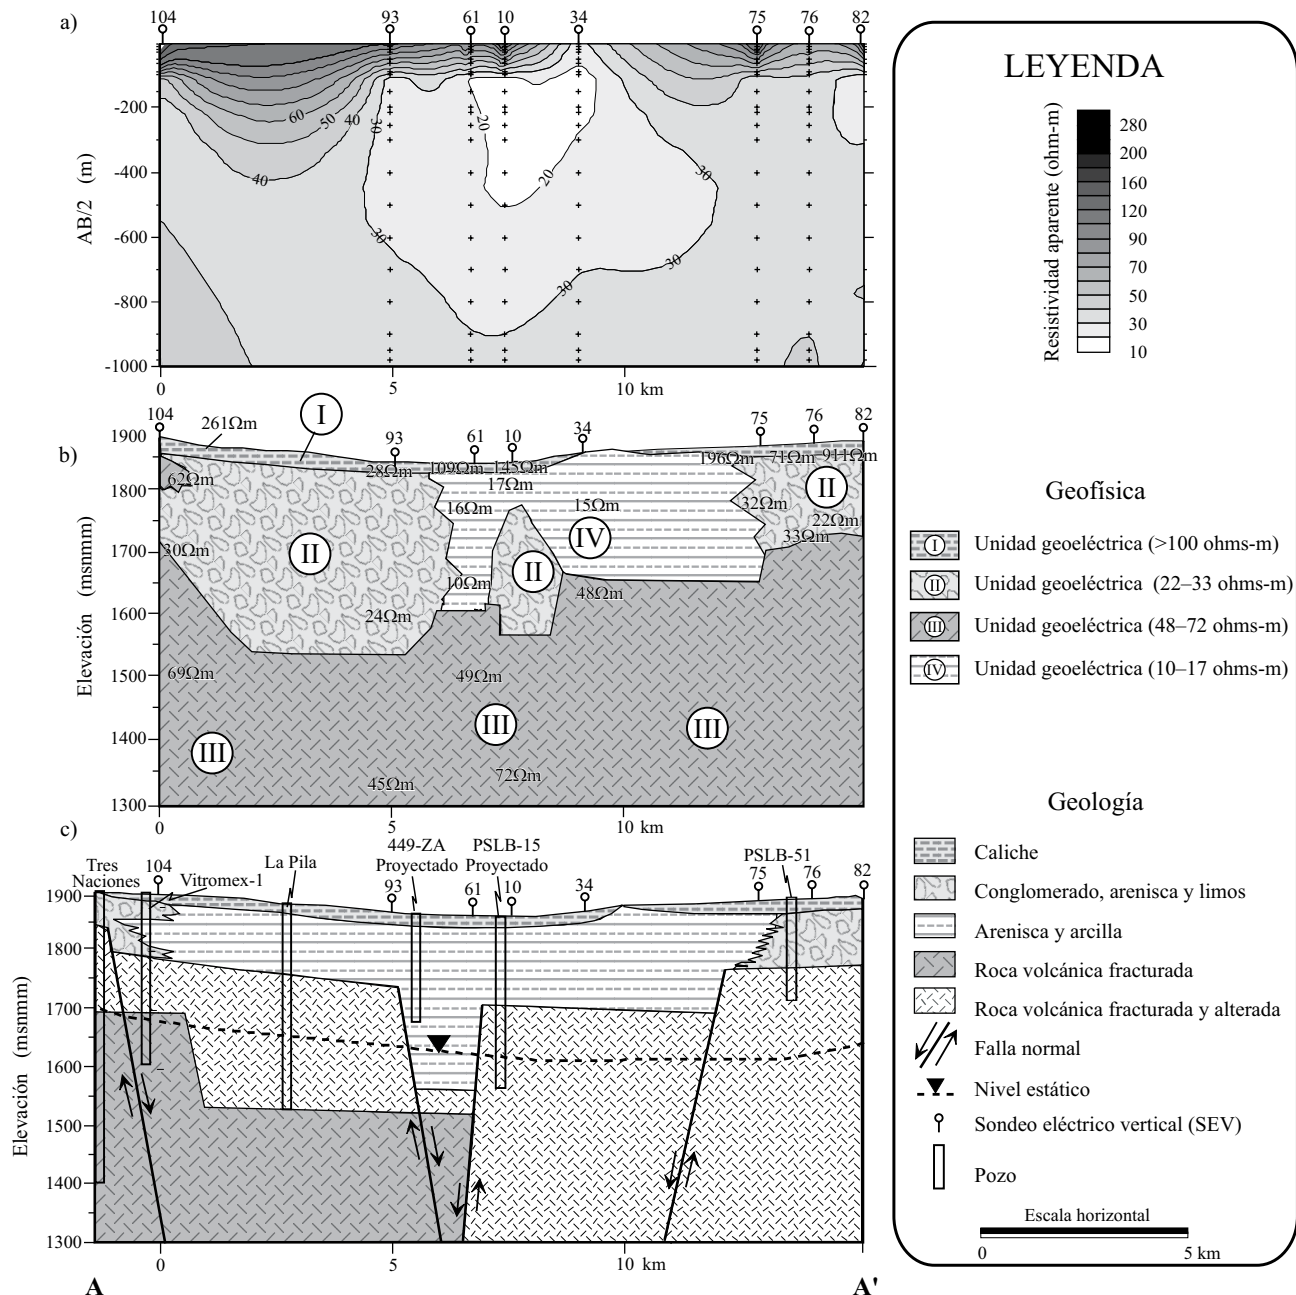 a)
104 93 61 10 34 75 76 82
-200
-400
-600
-800
-1000
AB/2 (m)
60 50 40 30 20
40
20
30
30
30
30
0 5 10 km
b)
104 93 61 10 34 75 76 82
261Ωm
I
1900
1800
1700
1600
1500
1400
1300
Elevación (msnmm)
62Ωm 28Ωm 109Ωm 145Ωm 196Ωm 71Ωm 911Ωm
17Ωm
16Ωm 15Ωm 32Ωm 22Ωm
30Ωm 33Ωm
10Ωm 48Ωm
24Ωm
69Ωm 49Ωm
45Ωm 72Ωm
II II IV II
III III III
0 5 10 km
c)
Tres
Naciones
104
Vitromex-1
La Pila
449-ZA
Proyectado
93
61
PSLB-15
Proyectado
10
34
PSLB-51
75 76 82
1900
1800
1700
1600
1500
1400
1300
Elevación (msnmm)
0 5 10 km
A A'
LEYENDA
Resistividad aparente (ohm-m)
280
200
160
120
90
70
50
30
10
Geofísica
I Unidad geoeléctrica (>100 ohms-m)
II Unidad geoeléctrica (22–33 ohms-m)
III Unidad geoeléctrica (48–72 ohms-m)
IV Unidad geoeléctrica (10–17 ohms-m)
Geología
Caliche
Conglomerado, arenisca y limos
Arenisca y arcilla
Roca volcánica fracturada
Roca volcánica fracturada y alterada
Falla normal
Nivel estático
Sondeo eléctrico vertical (SEV)
Pozo
Escala horizontal
0 5 km